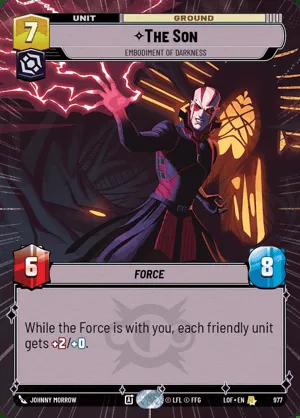 7
UNIT
GROUND
✧The Son
EMBODIMENT OF DARKNESS
6
8
FORCE
While the Force is with you, each friendly unit
gets +2/+0.
JOHNNY MORROW
© LFL © FFG
LOF • EN
977